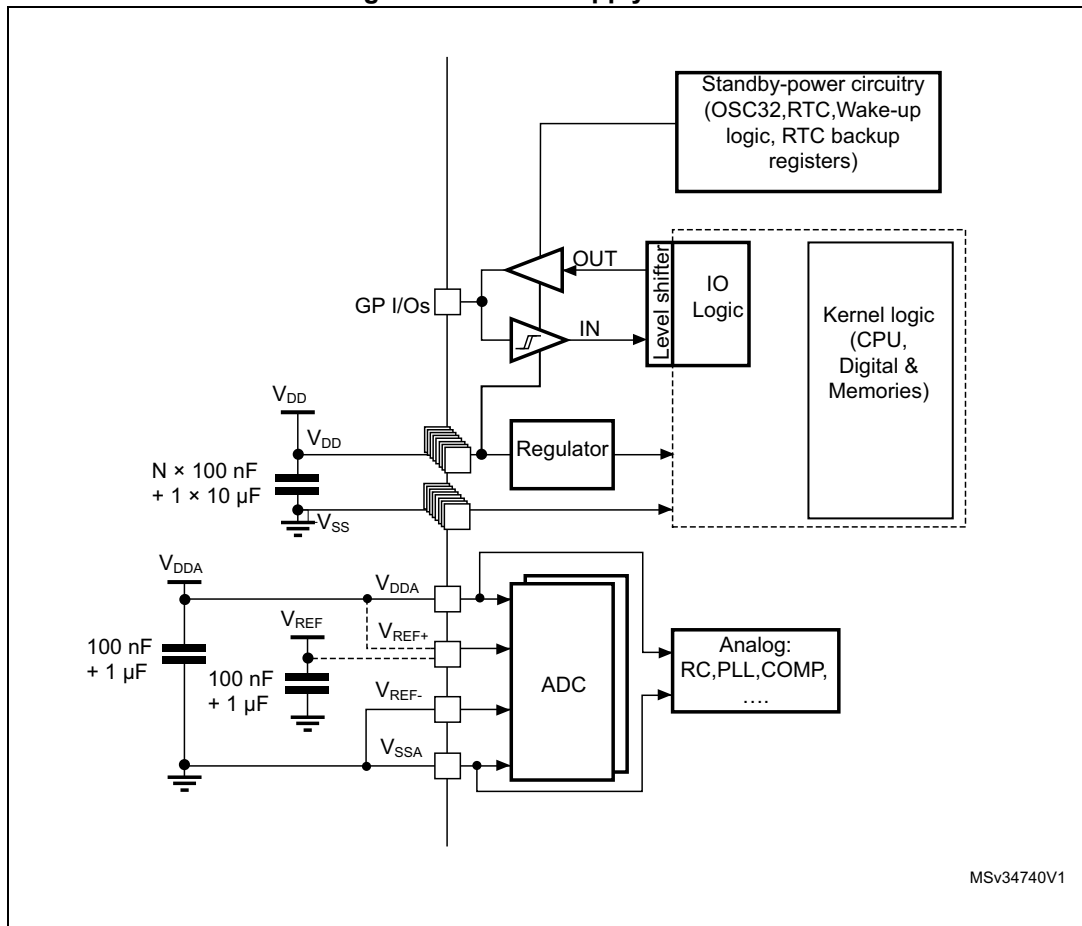 Standby-power circuitry
(OSC32,RTC,Wake-up
logic, RTC backup
registers)
OUT
Level shifter
IO
Logic
GP I/Os
IN
Kernel logic
(CPU,
Digital &
Memories)
VDD
VDD
Regulator
N × 100 nF
+ 1 × 10 µF
VSS
VDDA
VDDA
VREF
VREF+
100 nF
+ 1 µF
100 nF
+ 1 µF
ADC
Analog:
RC,PLL,COMP,
....
VREF-
VSSA
MSv34740V1